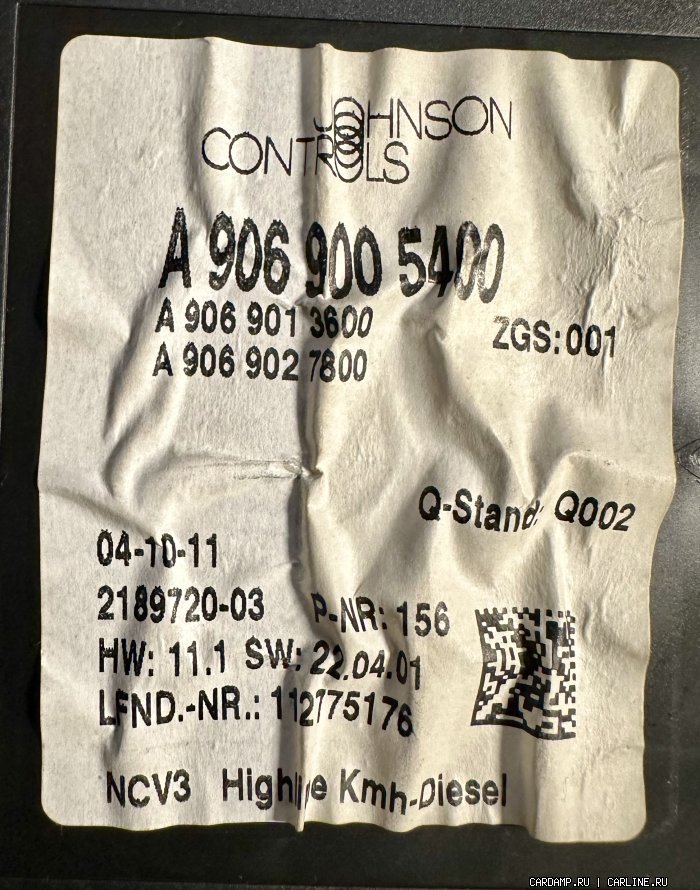 JOHNSON
CONTROLS
A 906 900 5400
A 906 901 3600
A 906 902 7800
ZGS:001
Q-Stand: Q002
04-10-11
2189720-03 P-NR: 156
HW: 11.1 SW: 22.04.01
LFND.-NR.: 112775176
NCV3 Highline Kmh-Diesel
CARDAMP.RU | CARLINE.RU